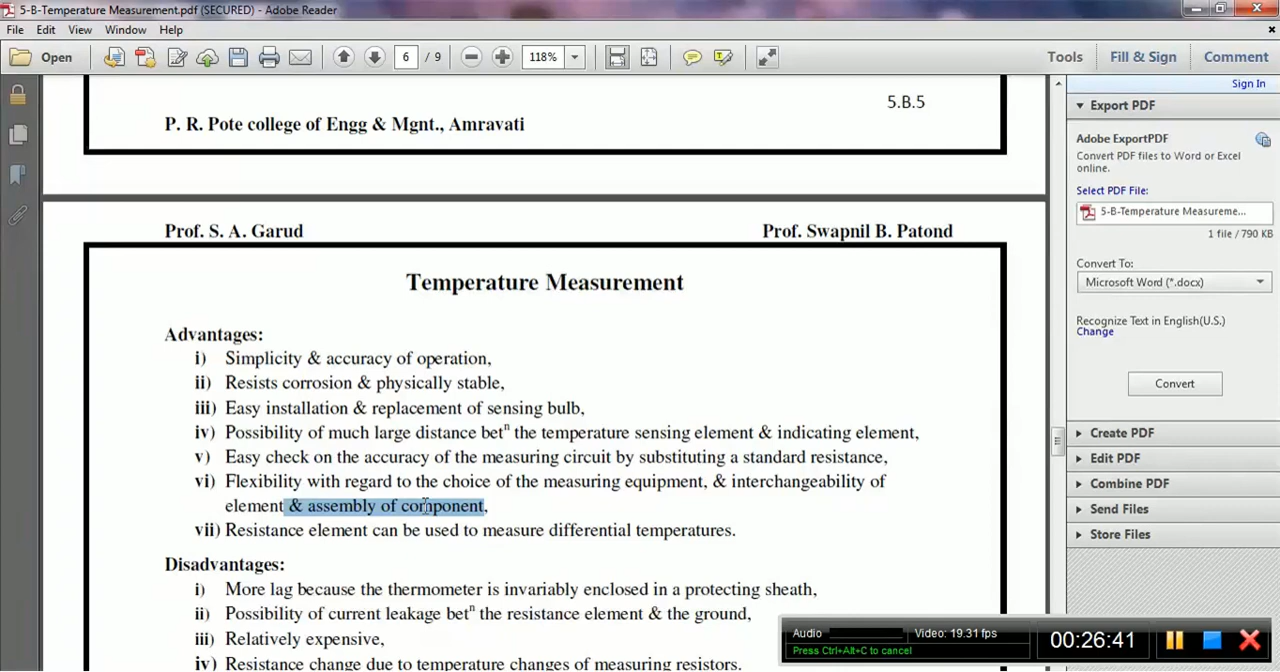 5-B-Temperature Measurement.pdf (SECURED) - Adobe Reader
File Edit View Window Help
Open 6 / 9 118% Tools Fill & Sign Comment
Sign In
5.B.5
P. R. Pote college of Engg & Mgnt., Amravati
Prof. S. A. Garud Prof. Swapnil B. Patond
Temperature Measurement
Advantages:
i) Simplicity & accuracy of operation,
ii) Resists corrosion & physically stable,
iii) Easy installation & replacement of sensing bulb,
iv) Possibility of much large distance betn the temperature sensing element & indicating element,
v) Easy check on the accuracy of the measuring circuit by substituting a standard resistance,
vi) Flexibility with regard to the choice of the measuring equipment, & interchangeability of
element & assembly of component,
vii) Resistance element can be used to measure differential temperatures.
Disadvantages:
i) More lag because the thermometer is invariably enclosed in a protecting sheath,
ii) Possibility of current leakage betn the resistance element & the ground,
iii) Relatively expensive,
iv) Resistance change due to temperature changes of measuring resistors.
Export PDF
Adobe ExportPDF
Convert PDF files to Word or Excel
online.
Select PDF File:
5-B-Temperature Measureme...
1 file / 790 KB
Convert To:
Microsoft Word (*.docx)
Recognize Text in English(U.S.)
Change
Convert
Create PDF
Edit PDF
Combine PDF
Send Files
Store Files
Audio Video: 19.31 fps
Press Ctrl+Alt+C to cancel
00:26:41